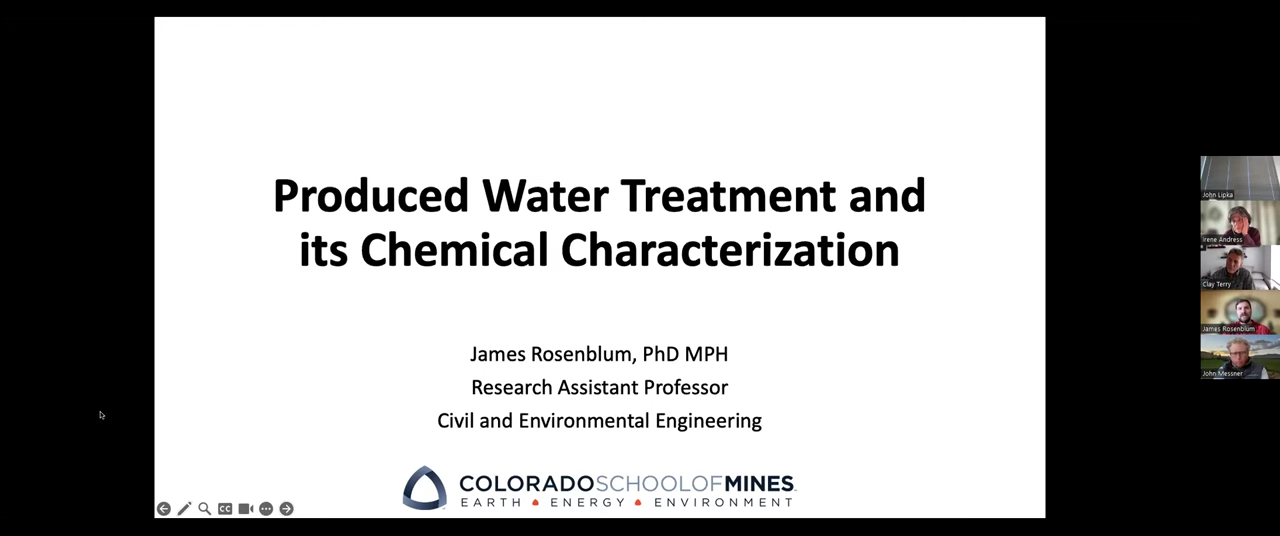 Produced Water Treatment and
its Chemical Characterization
James Rosenblum, PhD MPH
Research Assistant Professor
Civil and Environmental Engineering
COLORADOSCHOOLOFMINES
EARTH ENERGY ENVIRONMENT
CC
John Lipka
Irene Andress
Clay Terry
James Rosenblum
John Messner